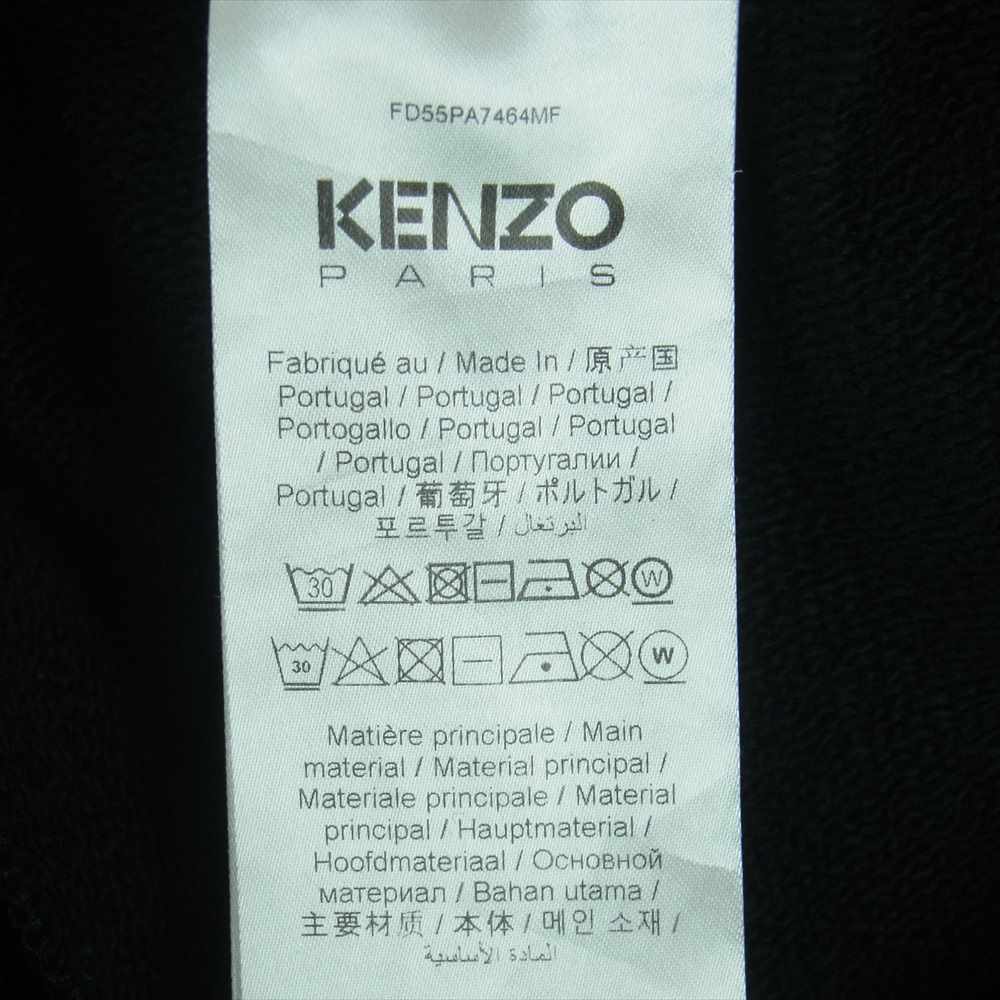 FD55PA7464MF
KENZO
PARIS
Fabriqué au / Made In / 原产国
Portugal / Portugal / Portugal /
Portogallo / Portugal / Portugal
/ Portugal / Португалии /
Portugal / 葡萄牙 / ポルトガル /
포르투갈 / البرتغال
30 W
30 W
Matière principale / Main
material / Material principal /
Materiale principale / Material
principal / Hauptmaterial /
Hoofdmateriaal / Основной
материал / Bahan utama /
主要材质 / 本体 / 메인 소재 /
المادة الأساسية